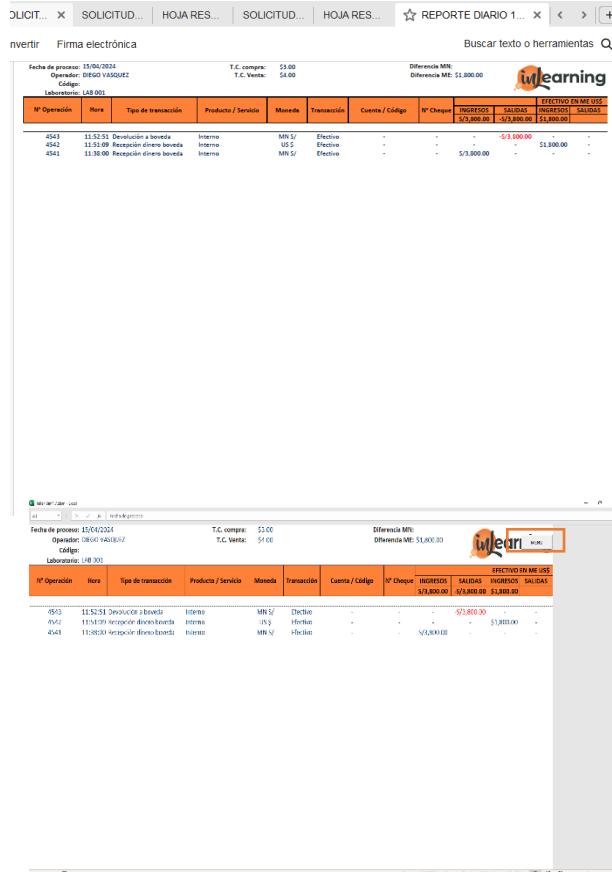 OLICIT... × SOLICITUD... HOJA RES... SOLICITUD... HOJA RES... ☆ REPORTE DIARIO 1... × < > +
nvertir Firma electrónica Buscar texto o herramientas
Fecha de proceso: 15/04/2024 T.C. compra: $3.00 Diferencia MN:
Operador: DIEGO VASQUEZ T.C. Venta: $4.00 Diferencia ME: $1,800.00
Código:
Laboratorio: LAB 001
inlearning
EFECTIVO EN ME US$
N° Operación Hora Tipo de transacción Producto / Servicio Moneda Transacción Cuenta / Código N° Cheque INGRESOS SALIDAS INGRESOS SALIDAS
S/3,800.00 -S/3,800.00 $1,800.00
4543 11:52:51 Devolución a boveda Interno MN S/ Efectivo - - - -S/3,800.00 - -
4542 11:51:09 Recepción dinero boveda Interno US $ Efectivo - - - - $1,800.00 -
4541 11:38:00 Recepción dinero boveda Interno MN S/ Efectivo - - S/3,800.00 - - -
Fecha de proceso
Fecha de proceso: 15/04/2024 T.C. compra: $3.00 Diferencia MN:
Operador: DIEGO VASQUEZ T.C. Venta: $4.00 Diferencia ME: $1,800.00
Código:
Laboratorio: LAB 001
inlearn MENU
EFECTIVO EN ME US$
N° Operación Hora Tipo de transacción Producto / Servicio Moneda Transacción Cuenta / Código N° Cheque INGRESOS SALIDAS INGRESOS SALIDAS
S/3,800.00 -S/3,800.00 $1,800.00
4543 11:52:51 Devolución a boveda Interno MN S/ Efectivo - - - -S/3,800.00 - -
4542 11:51:09 Recepción dinero boveda Interno US $ Efectivo - - - - $1,800.00 -
4541 11:38:00 Recepción dinero boveda Interno MN S/ Efectivo - - S/3,800.00 - - -